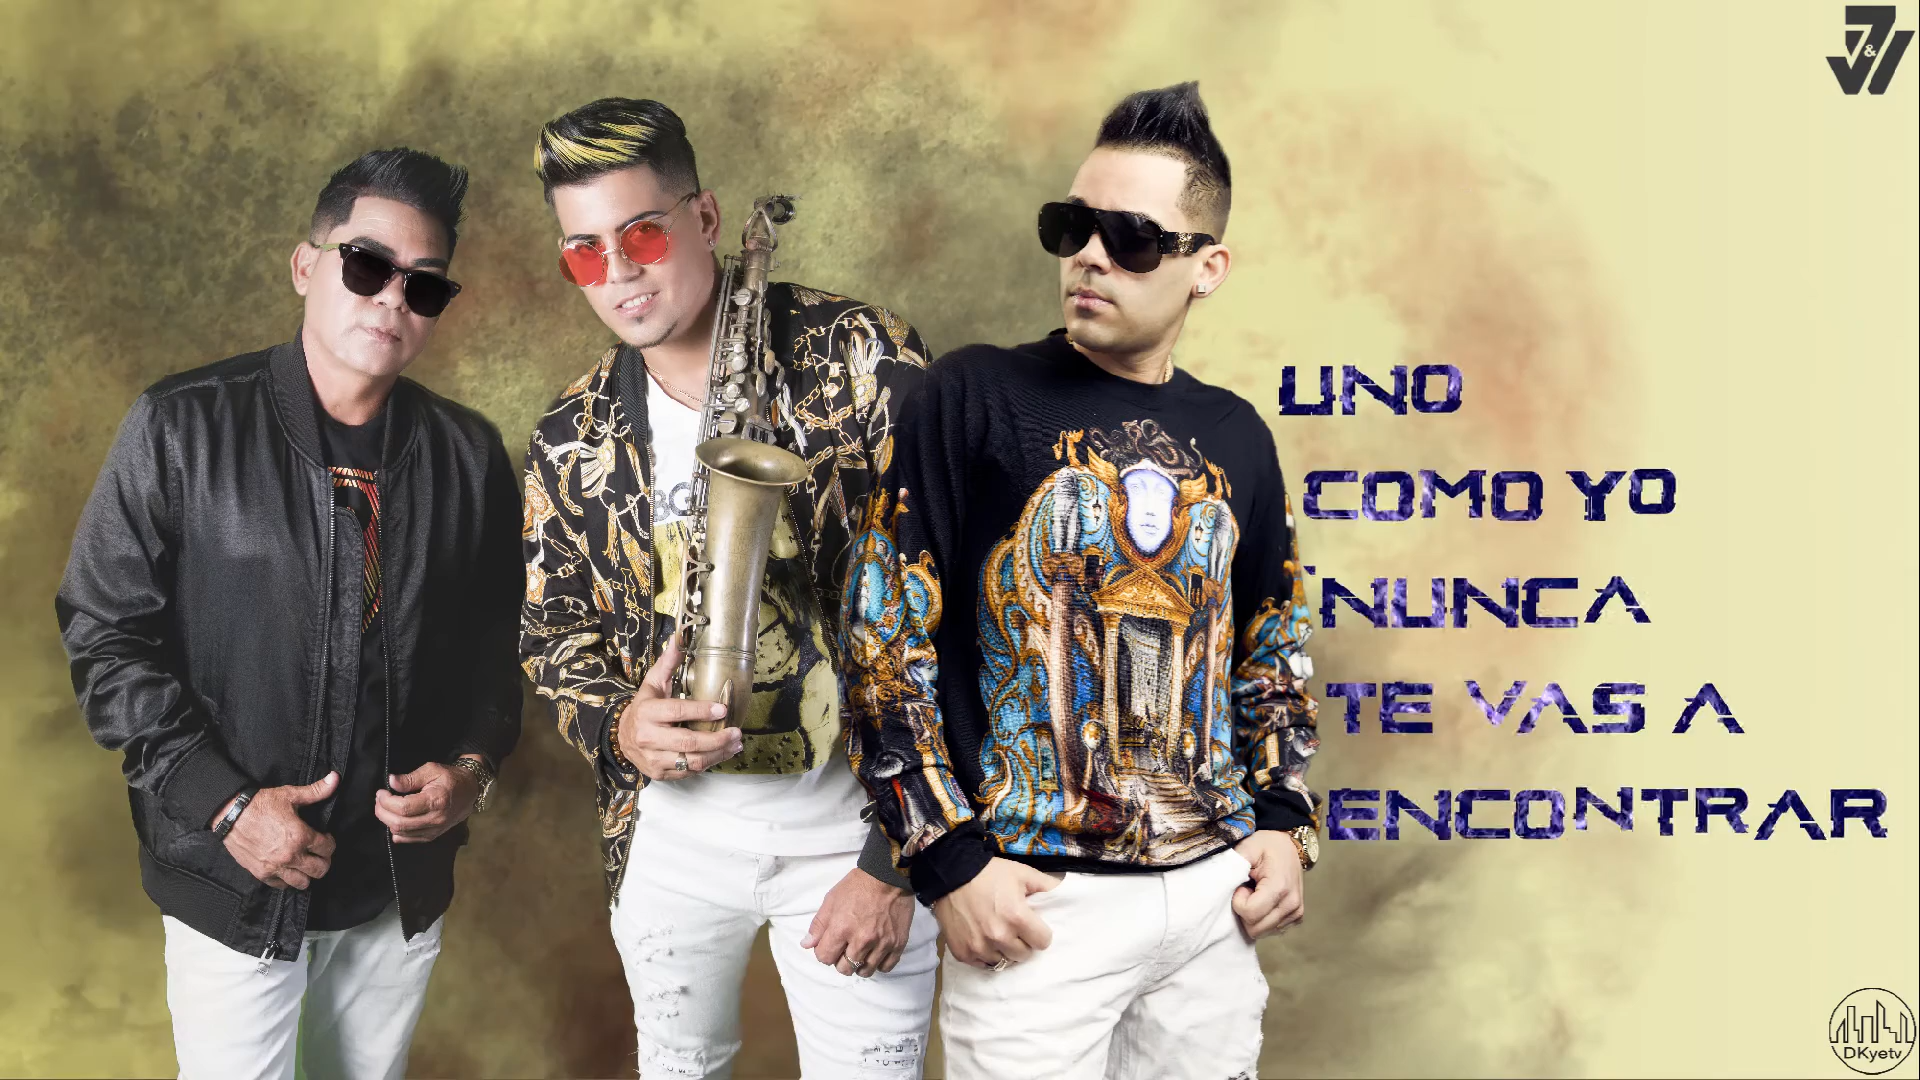 J&W
UNO
COMO YO
NUNCA
TE VAS A
ENCONTRAR
DKyetv